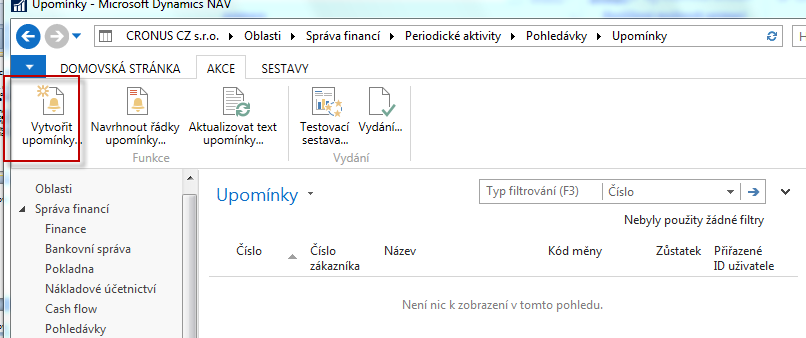 Upomínky - Microsoft Dynamics NAV
CRONUS CZ s.r.o. Oblasti Správa financí Periodické aktivity Pohledávky Upomínky
DOMOVSKÁ STRÁNKA AKCE SESTAVY
Vytvořit upomínky...
Navrhnout řádky upomínky...
Aktualizovat text upomínky...
Testovací sestava...
Vydání...
Funkce
Vydání
Oblasti
Správa financí
Finance
Bankovní správa
Pokladna
Nákladové účetnictví
Cash flow
Pohledávky
Upomínky
Typ filtrování (F3) Číslo
Nebyly použity žádné filtry
Číslo Číslo zákazníka Název Kód měny Zůstatek Přiřazené ID uživatele
Není nic k zobrazení v tomto pohledu.